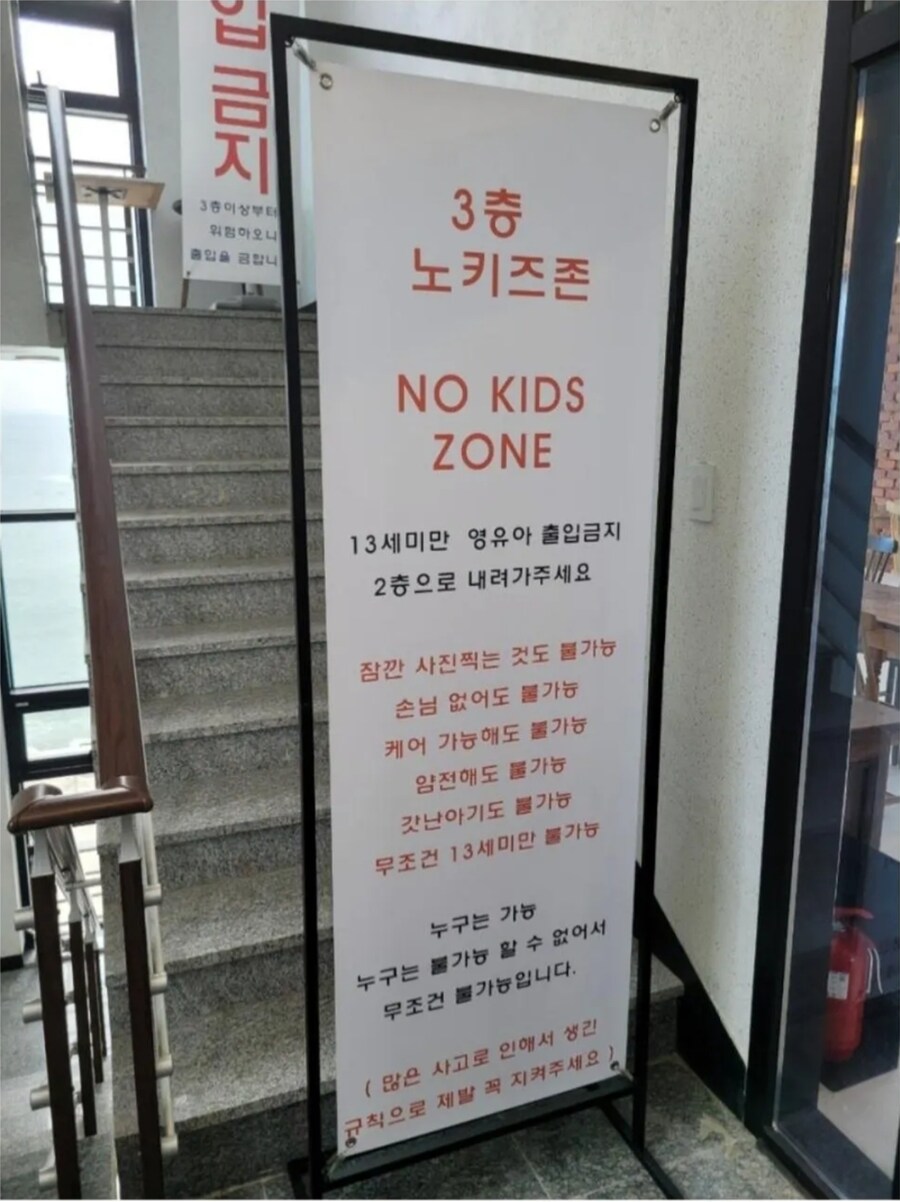 입
금
지
3층이상부터
위험하오니
출입을 금합니
3층
노키즈존
NO KIDS
ZONE
13세미만 영유아 출입금지
2층으로 내려가주세요
잠깐 사진찍는 것도 불가능
손님 없어도 불가능
케어 가능해도 불가능
얌전해도 불가능
갓난아기도 불가능
무조건 13세미만 불가능
누구는 가능
누구는 불가능 할 수 없어서
무조건 불가능입니다.
( 많은 사고로 인해서 생긴
규칙으로 제발 꼭 지켜주세요 )